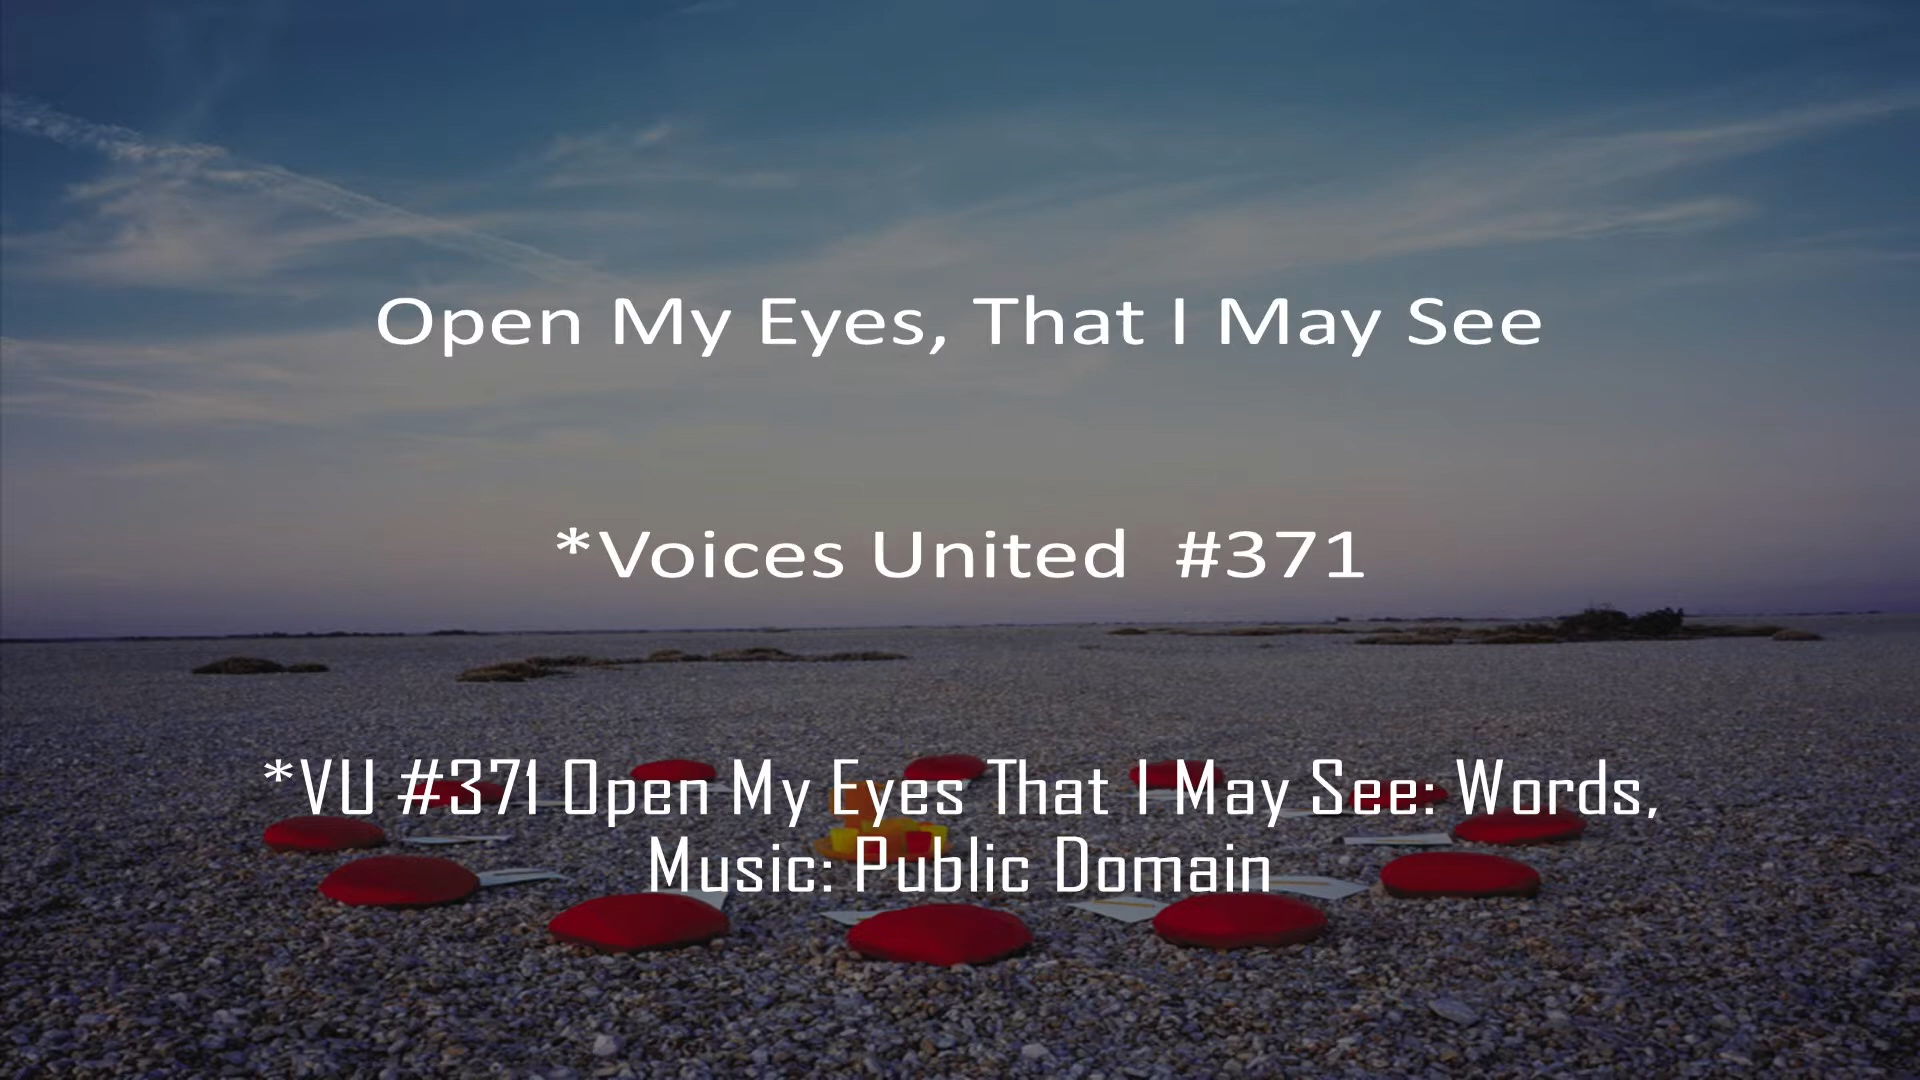 Open My Eyes, That I May See
*Voices United  #371
*VU #371 Open My Eyes That I May See: Words,
Music: Public Domain